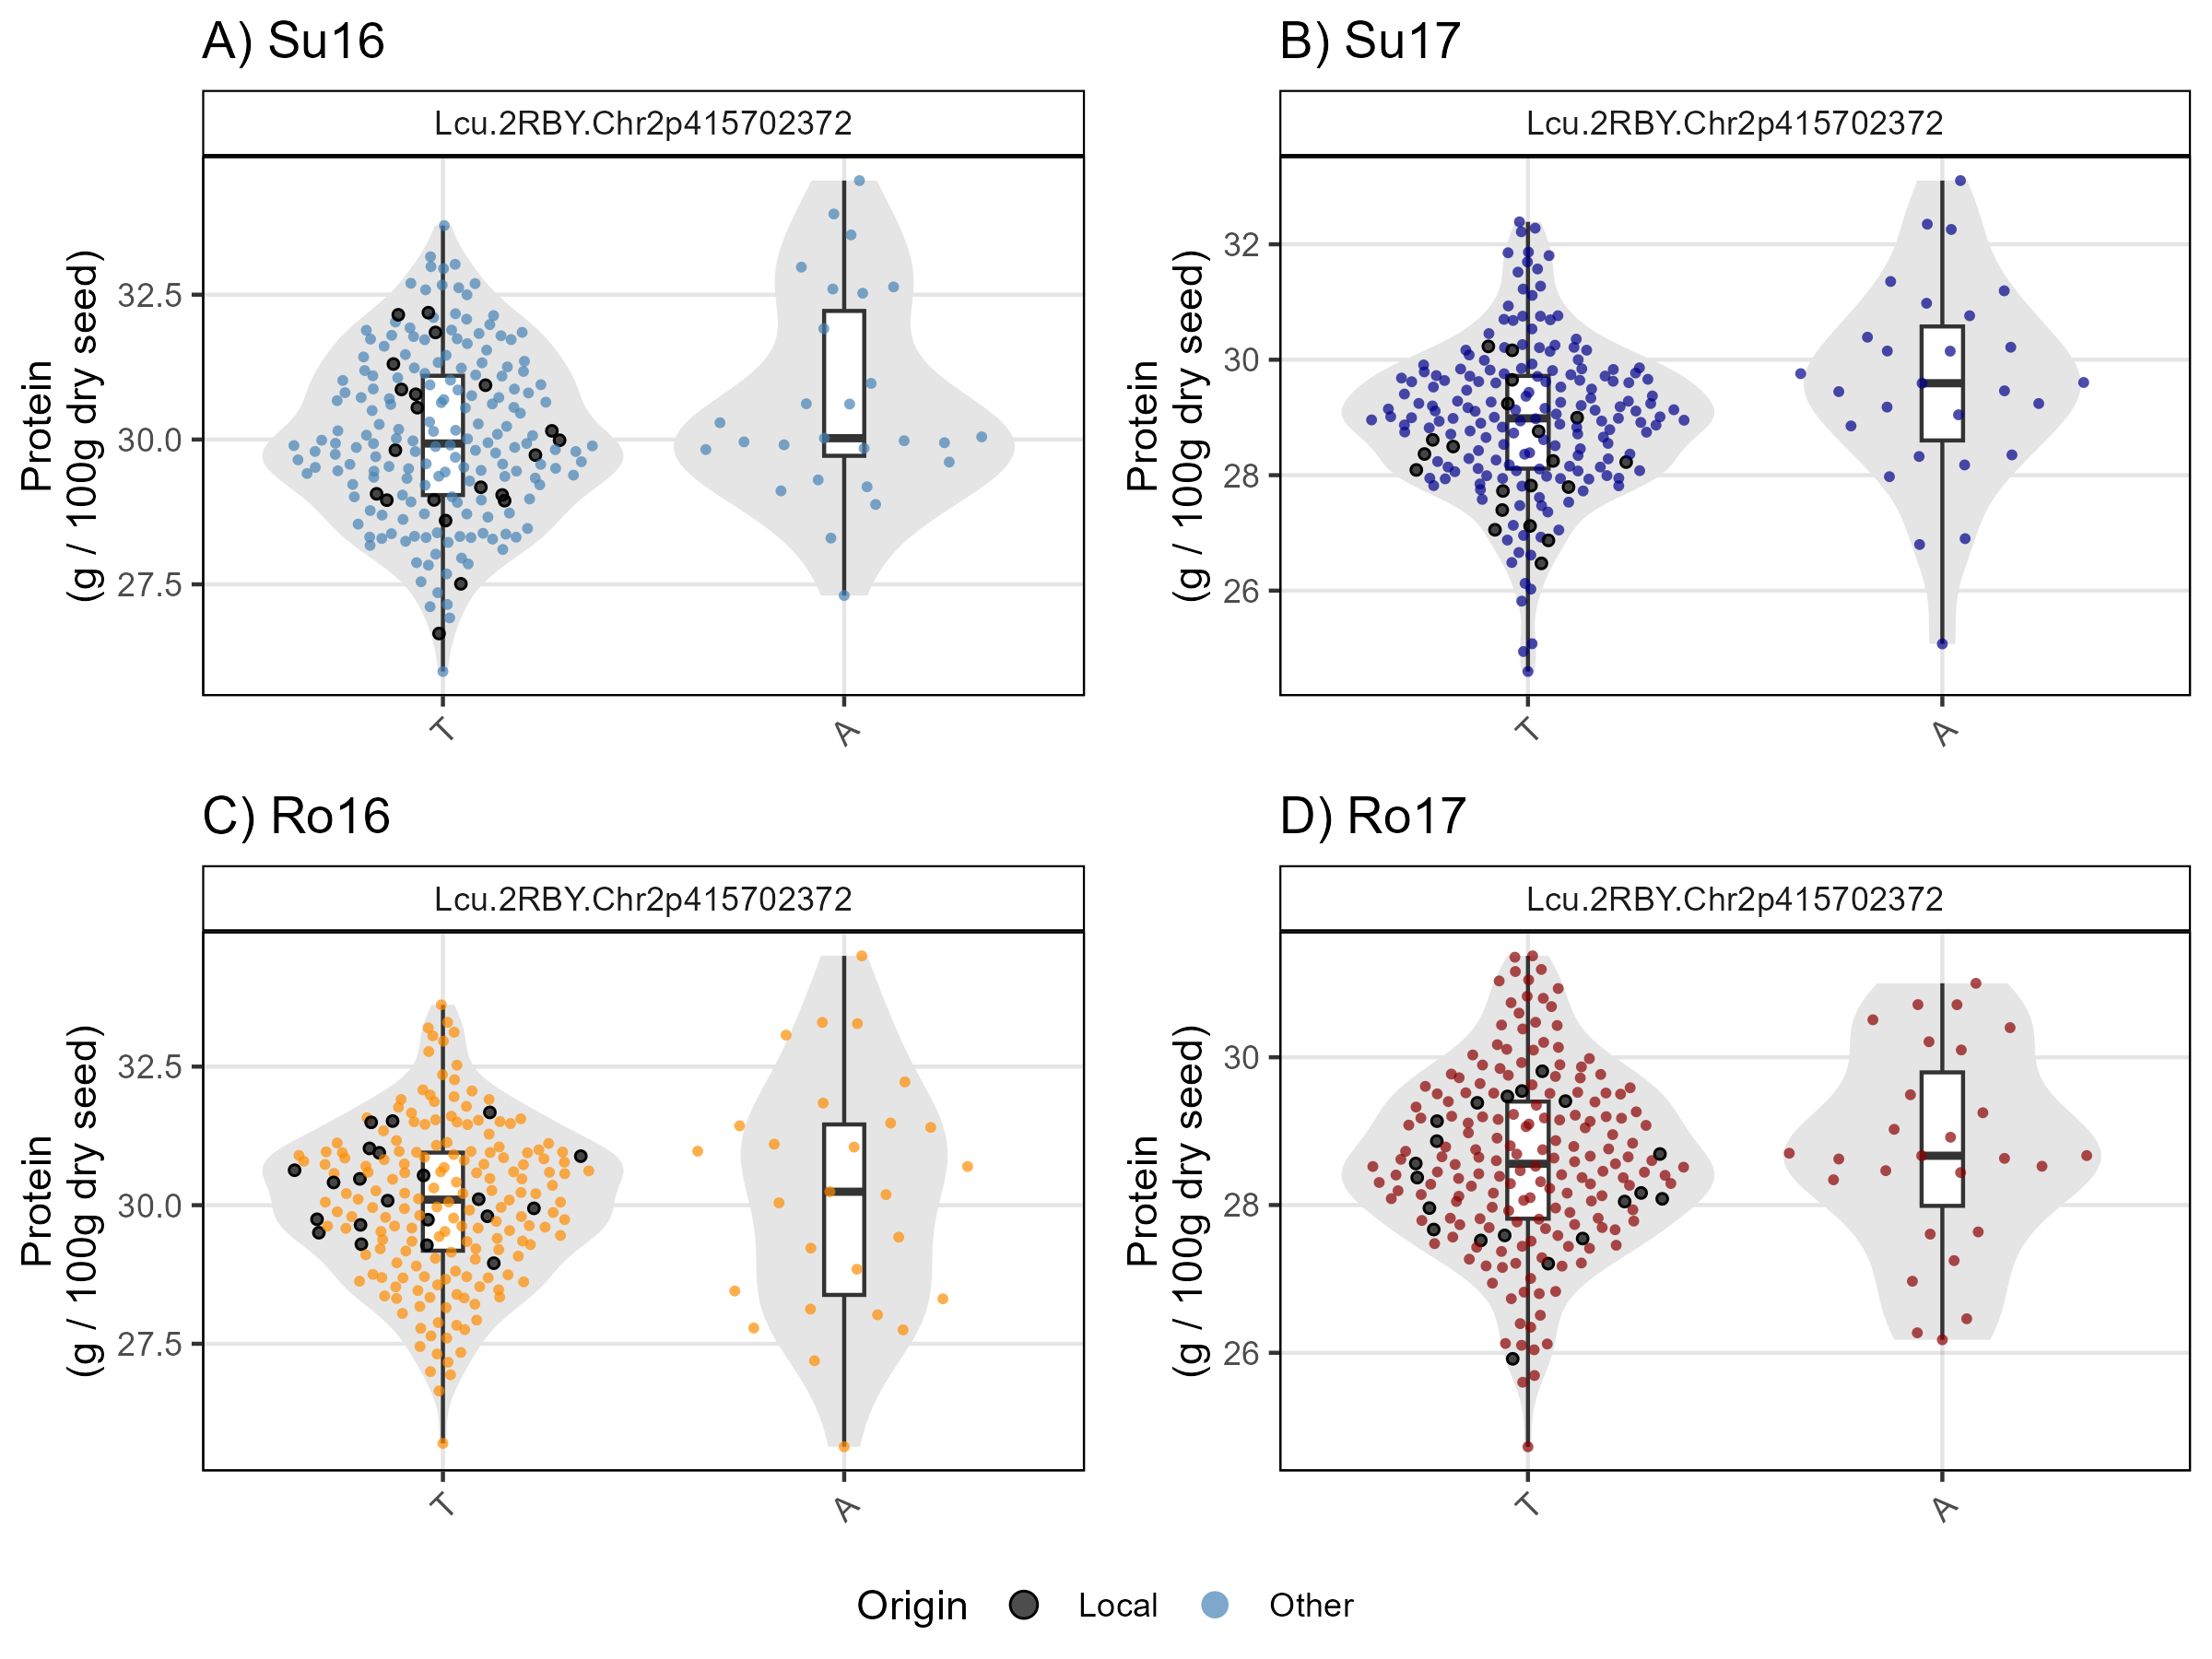 A) Su16
Lcu.2RBY.Chr2p415702372
Protein
(g / 100g dry seed)
32.5
30.0
27.5
T
A
B) Su17
Lcu.2RBY.Chr2p415702372
Protein
(g / 100g dry seed)
32
30
28
26
T
A
C) Ro16
Lcu.2RBY.Chr2p415702372
Protein
(g / 100g dry seed)
32.5
30.0
27.5
T
A
D) Ro17
Lcu.2RBY.Chr2p415702372
Protein
(g / 100g dry seed)
30
28
26
T
A
Origin Local Other